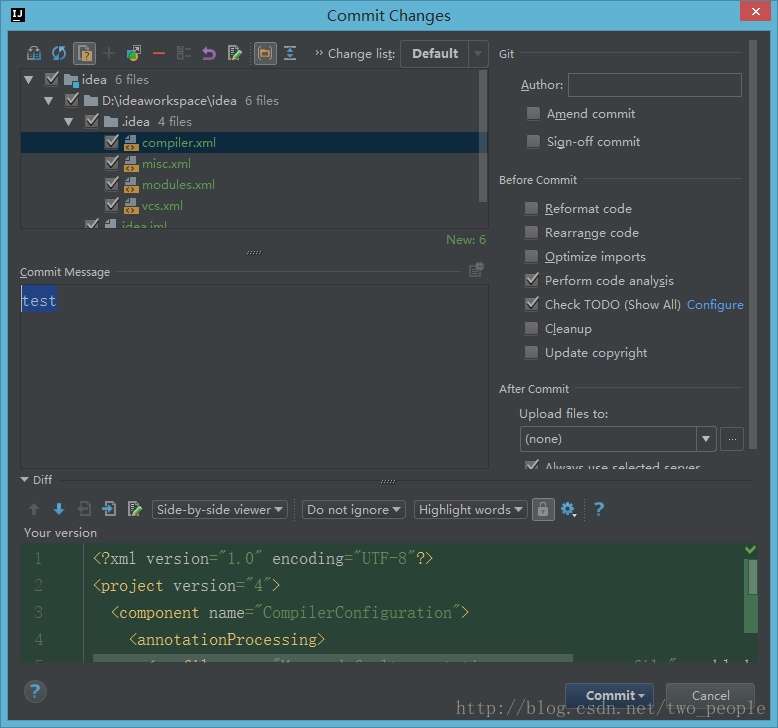 IJ
Commit Changes
Change list: Default
Git
idea 6 files
D:\ideaworkspace\idea 6 files
.idea 4 files
compiler.xml
misc.xml
modules.xml
vcs.xml
idea.iml
New: 6
Author:
Amend commit
Sign-off commit
Before Commit
Reformat code
Rearrange code
Optimize imports
Perform code analysis
Check TODO (Show All) Configure
Cleanup
Update copyright
After Commit
Upload files to:
(none)
...
Always use selected server
Commit Message
test
Diff
Side-by-side viewer
Do not ignore
Highlight words
?
Your version
1 <?xml version="1.0" encoding="UTF-8"?>
2 <project version="4">
3 <component name="CompilerConfiguration">
4 <annotationProcessing>
?
Commit
Cancel
http://blog.csdn.net/two_people